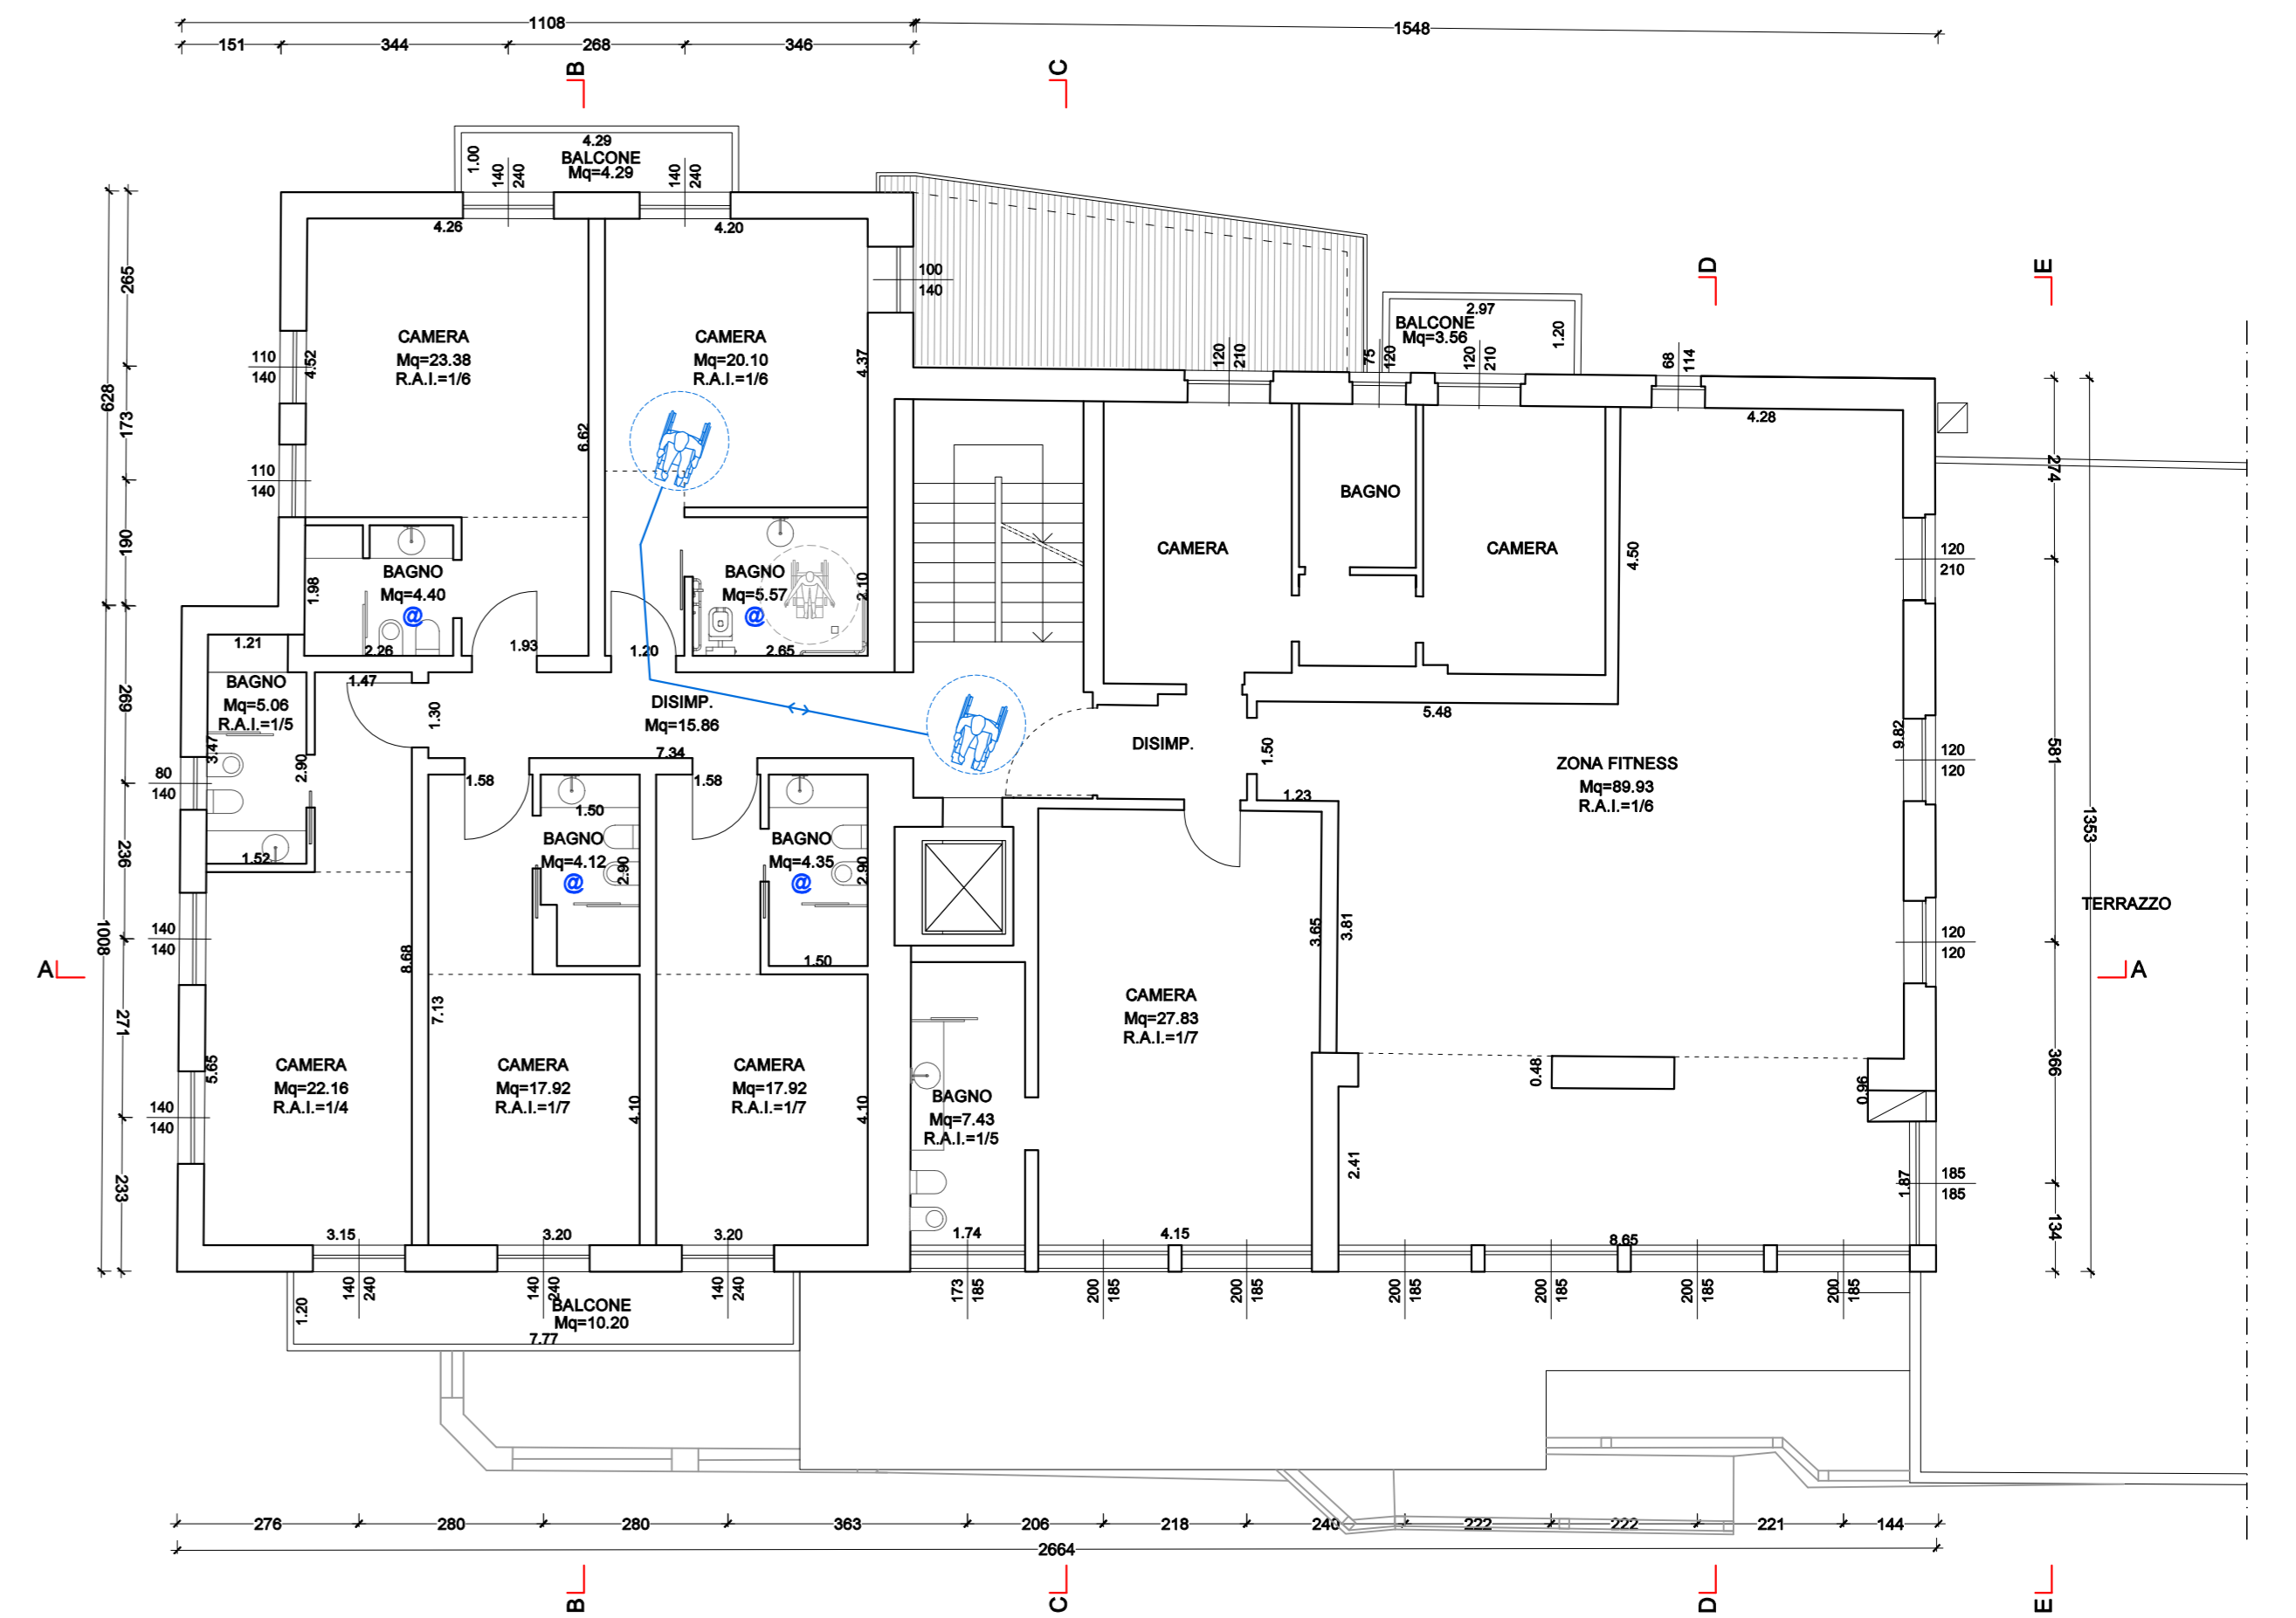 1108
1548
151
344
268
346
B
C
4.29
BALCONE
Mq=4.29
1.00
140
240
140
240
4.26
4.20
265
628
173
190
110
140
110
140
4.52
CAMERA
Mq=23.38
R.A.I.=1/6
6.62
CAMERA
Mq=20.10
R.A.I.=1/6
4.37
100
140
D
E
2.97
BALCONE
Mq=3.56
1.20
120
210
75
120
120
210
68
114
4.28
274
BAGNO
CAMERA
CAMERA
4.50
120
210
BAGNO
Mq=4.40
@
1.98
2.26
1.93
BAGNO
Mq=5.57
@
2.10
1.20
2.65
1.21
1.47
BAGNO
Mq=5.06
R.A.I.=1/5
3.47
2.90
1.30
DISIMP.
Mq=15.86
7.34
DISIMP.
1.50
5.48
1.23
ZONA FITNESS
Mq=89.93
R.A.I.=1/6
9.82
120
120
581
1353
269
80
140
1.58
1.58
1.50
BAGNO
Mq=4.12
@
2.90
BAGNO
Mq=4.35
@
2.90
1.50
1.52
236
1008
140
140
8.68
3.65
3.81
120
120
TERRAZZO
A
A
271
7.13
5.65
CAMERA
Mq=22.16
R.A.I.=1/4
CAMERA
Mq=17.92
R.A.I.=1/7
4.10
CAMERA
Mq=17.92
R.A.I.=1/7
4.10
BAGNO
Mq=7.43
R.A.I.=1/5
CAMERA
Mq=27.83
R.A.I.=1/7
0.48
0.96
366
140
140
233
2.41
1.87
185
185
134
3.15
3.20
3.20
1.74
4.15
8.65
1.20
140
240
140
240
140
240
BALCONE
Mq=10.20
7.77
173
185
200
185
200
185
200
185
200
185
200
185
200
185
276
280
280
363
206
218
240
222
222
221
144
2664
B
C
D
E